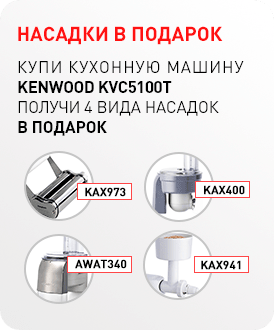 НАСАДКИ В ПОДАРОК
КУПИ КУХОННУЮ МАШИНУ
KENWOOD KVC5100T
ПОЛУЧИ 4 ВИДА НАСАДОК
В ПОДАРОК
KAX973
KAX400
AWAT340
KAX941